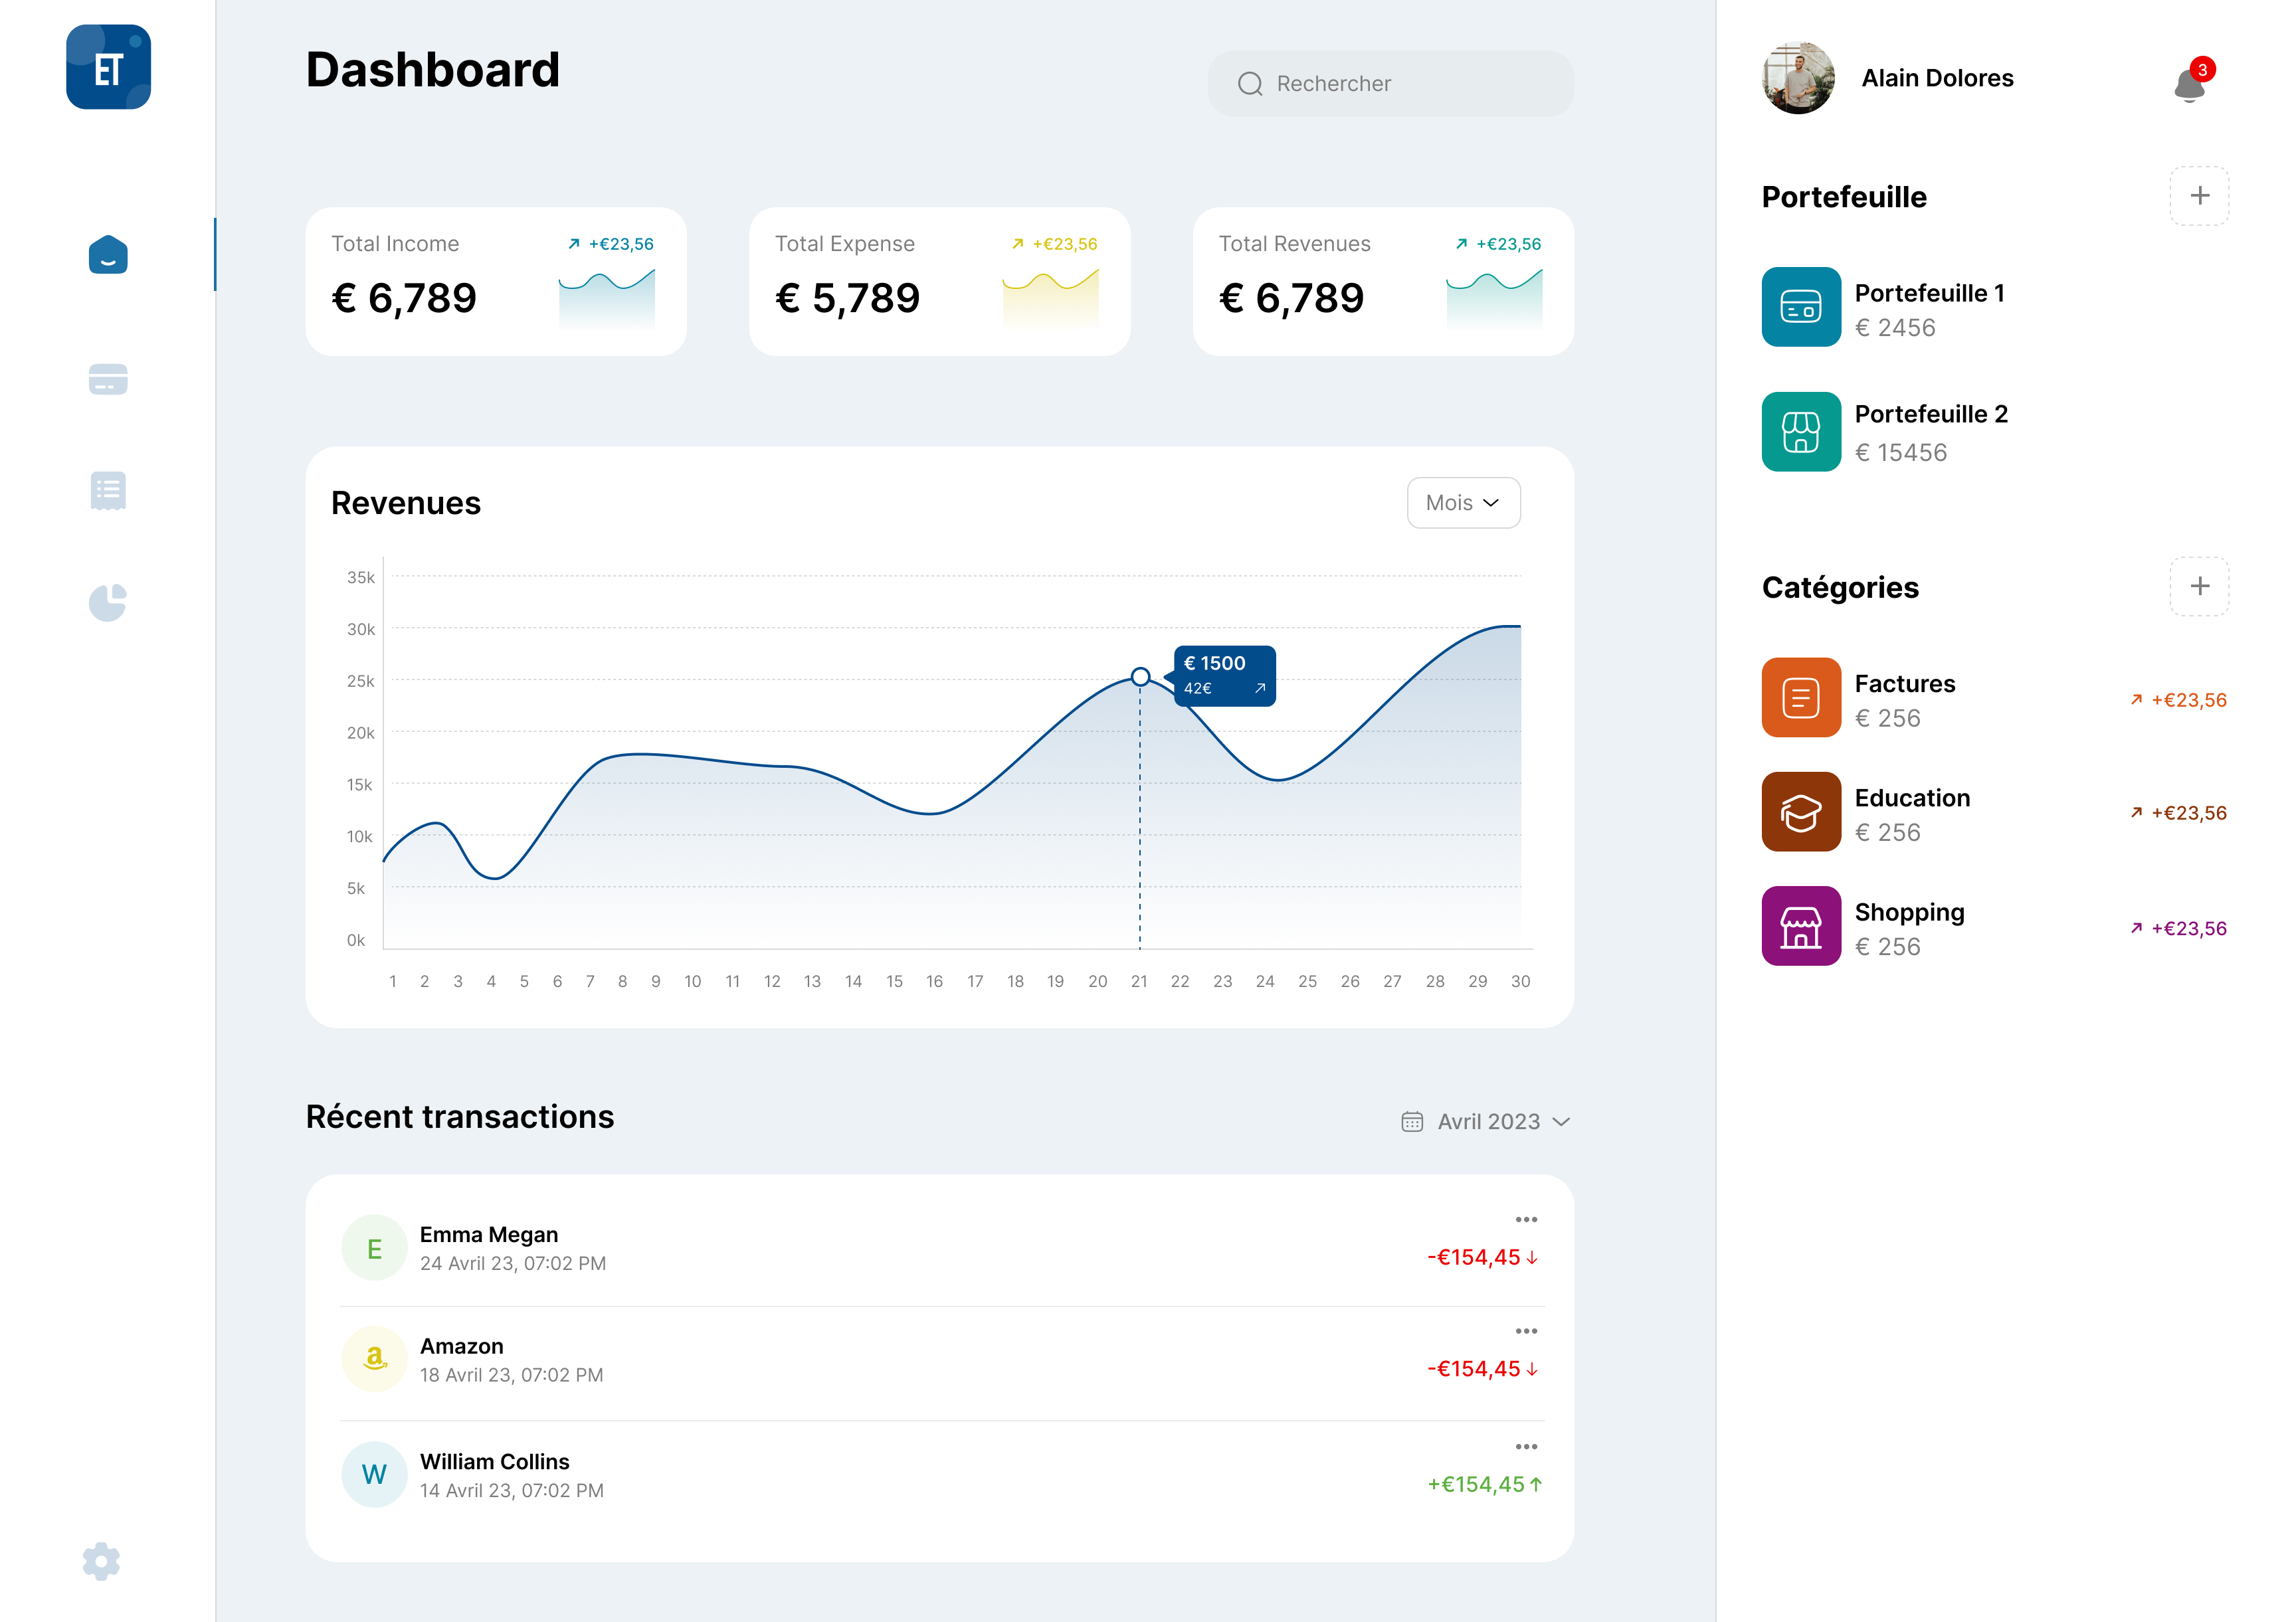 ET
Dashboard
Rechercher
Total Income
+€23,56
€ 6,789
Total Expense
+€23,56
€ 5,789
Total Revenues
+€23,56
€ 6,789
Revenues
Mois
35k
30k
25k
20k
15k
10k
5k
0k
€ 1500
42€
1 2 3 4 5 6 7 8 9 10 11 12 13 14 15 16 17 18 19 20 21 22 23 24 25 26 27 28 29 30
Récent transactions
Avril 2023
E
Emma Megan
24 Avril 23, 07:02 PM
-€154,45
a
Amazon
18 Avril 23, 07:02 PM
-€154,45
W
William Collins
14 Avril 23, 07:02 PM
+€154,45
Alain Dolores
3
Portefeuille
Portefeuille 1
€ 2456
Portefeuille 2
€ 15456
Catégories
Factures
€ 256
+€23,56
Education
€ 256
+€23,56
Shopping
€ 256
+€23,56